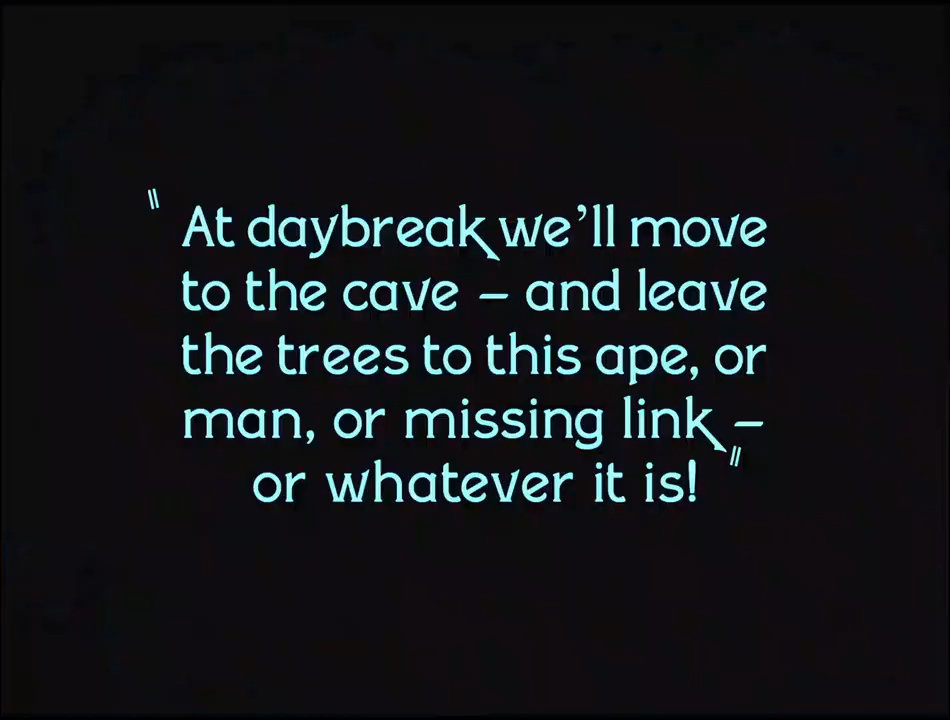 "At daybreak we'll move
to the cave – and leave
the trees to this ape, or
man, or missing link –
or whatever it is!"